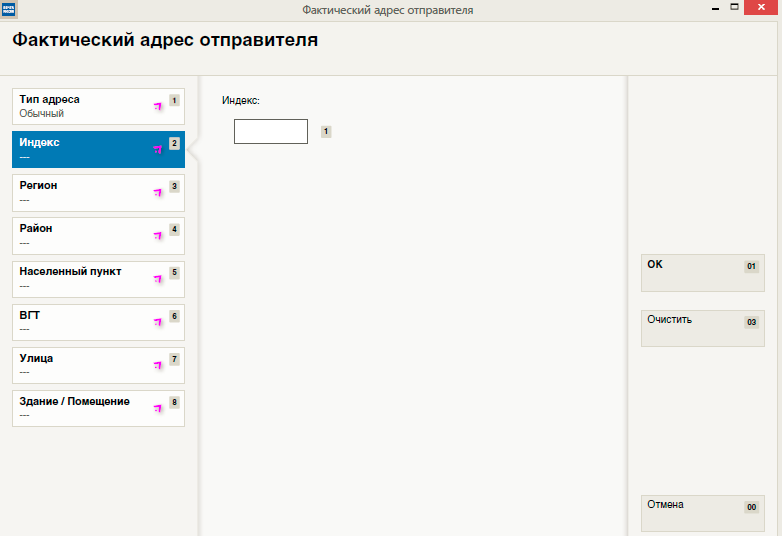 Фактический адрес отправителя
Фактический адрес отправителя
Тип адреса 1
Обычный
Индекс 2
---
Регион 3
---
Район 4
---
Населенный пункт 5
---
ВГТ 6
---
Улица 7
---
Здание / Помещение 8
---
Индекс:
1
ОК 01
Очистить 03
Отмена 00